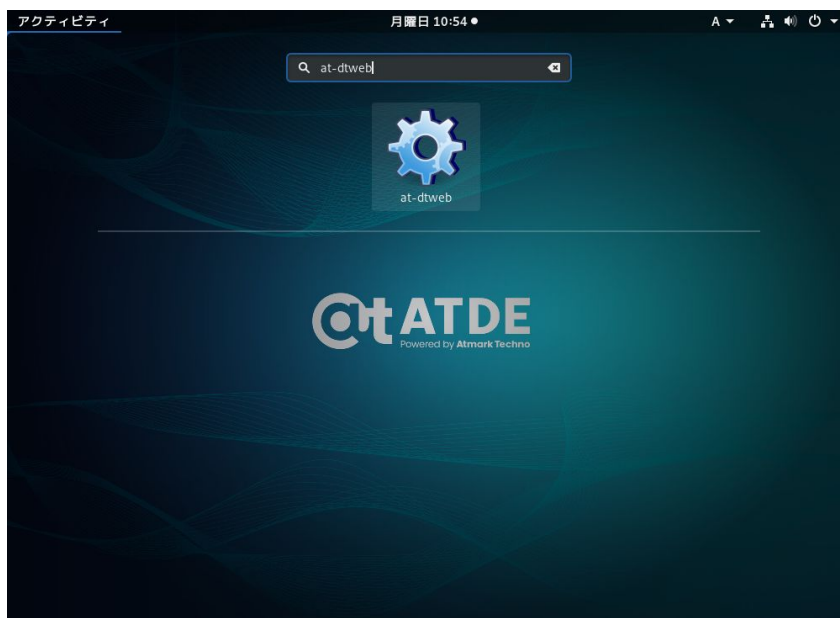 アクティビティ
月曜日 10:54
A
at-dtweb
at-dtweb
at ATDE
Powered by Atmark Techno